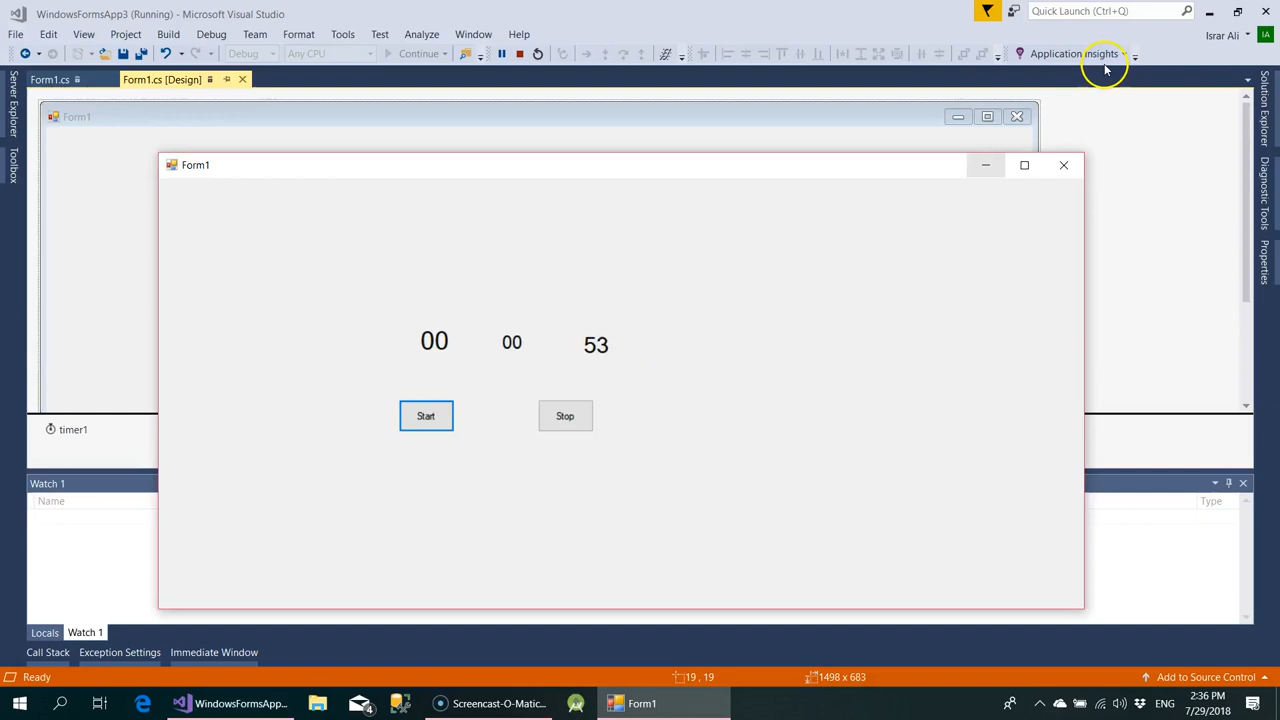 WindowsFormsApp3 (Running) - Microsoft Visual Studio
Quick Launch (Ctrl+Q)
File Edit View Project Build Debug Team Format Tools Test Analyze Window Help
Israr Ali
IA
Debug Any CPU Continue Application Insights
Form1.cs Form1.cs [Design]
Server Explorer
Toolbox
Solution Explorer
Diagnostic Tools
Properties
Form1
Form1
00 00 53
Start Stop
timer1
Watch 1
Name Type
Locals Watch 1
Call Stack Exception Settings Immediate Window
Ready 19 , 19 1498 x 683 Add to Source Control
WindowsFormsApp... 4 Screencast-O-Matic... Form1 ENG 2:36 PM
7/29/2018